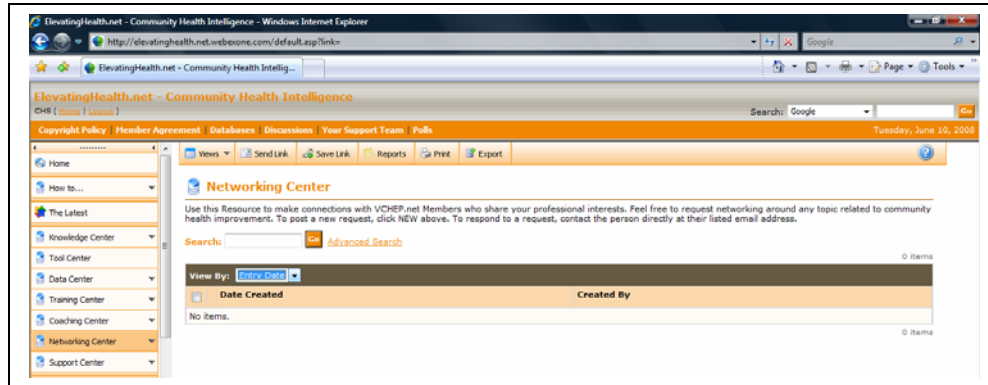 ElevatingHealth.net - Community Health Intelligence - Windows Internet Explorer
http://elevatinghealth.net.webexone.com/default.asp?link=
Google
ElevatingHealth.net - Community Health Intellig...
Page
Tools
ElevatingHealth.net - Community Health Intelligence
CHS ( Home | Logout )
Search: Google
Go
Copyright Policy | Member Agreement | Databases | Discussions | Your Support Team | Polls
Tuesday, June 10, 2008
Views
Send Link
Save Link
Reports
Print
Export
Home
How to...
The Latest
Knowledge Center
Tool Center
Data Center
Training Center
Coaching Center
Networking Center
Support Center
Networking Center
Use this Resource to make connections with VCHEP.net Members who share your professional interests. Feel free to request networking around any topic related to community
health improvement. To post a new request, click NEW above. To respond to a request, contact the person directly at their listed email address.
Search:
Go
Advanced Search
0 items
View By: Entry Date
Date Created
Created By
No items.
0 items